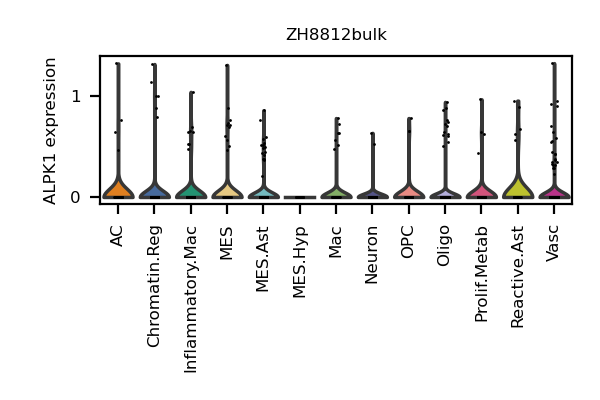 ZH8812bulk
ALPK1 expression
1
0
AC
Chromatin.Reg
Inflammatory.Mac
MES
MES.Ast
MES.Hyp
Mac
Neuron
OPC
Oligo
Prolif.Metab
Reactive.Ast
Vasc